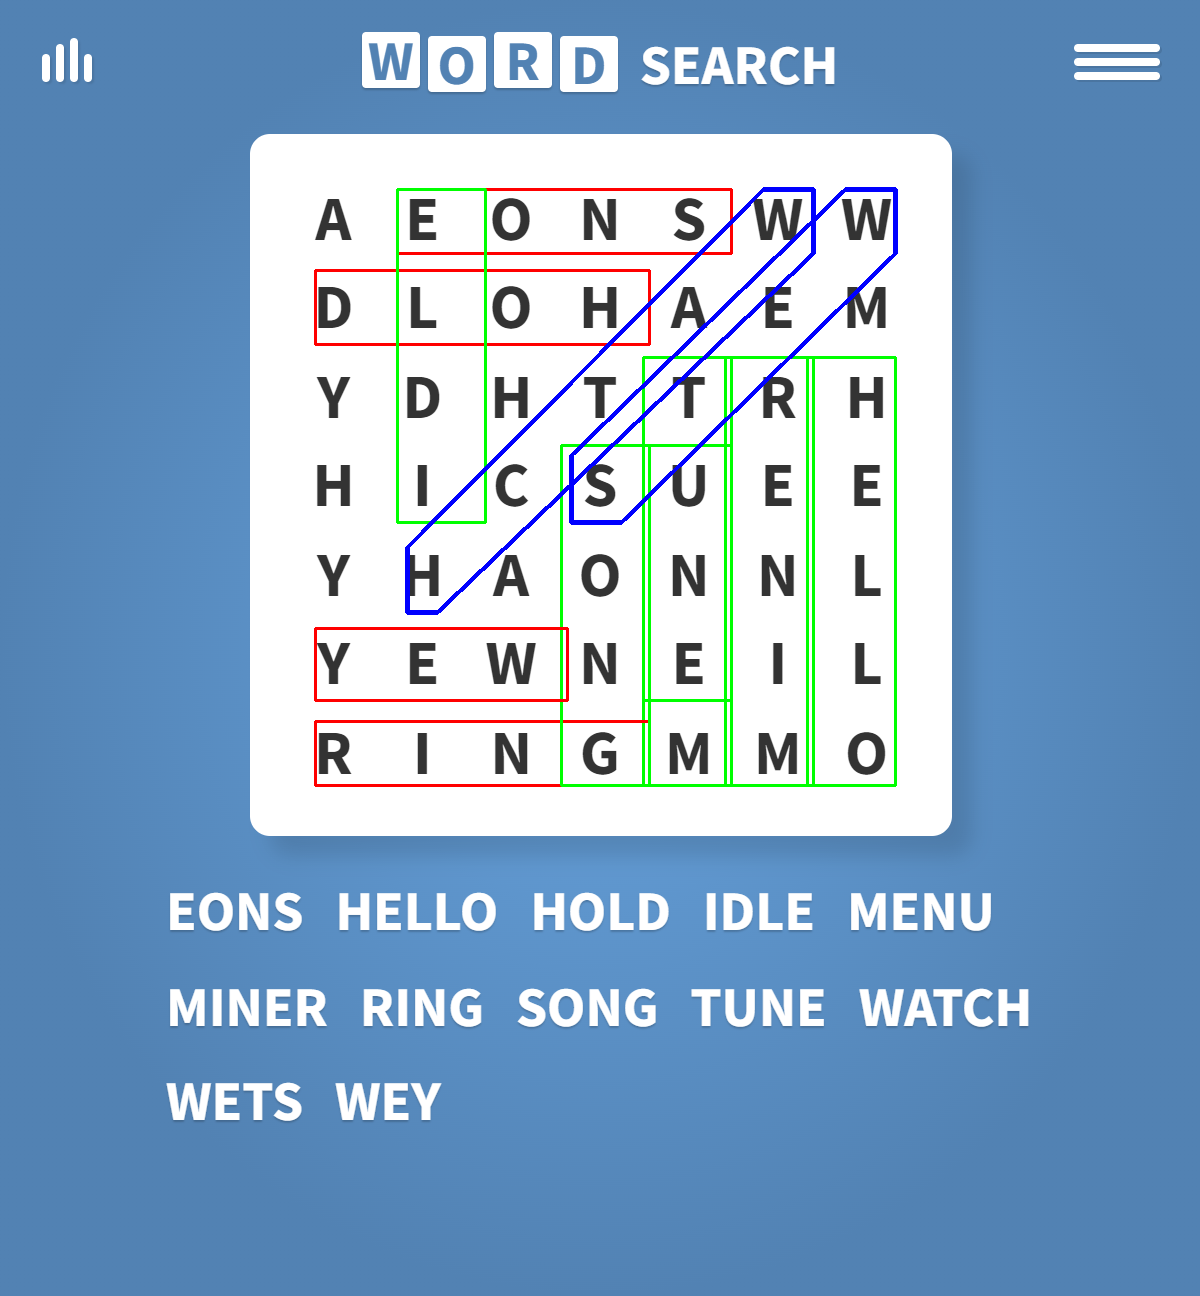 WORD SEARCH
A E O N S W W
D L O H A E M
Y D H T T R H
H I C S U E E
Y H A O N N L
Y E W N E I L
R I N G M M O
EONS HELLO HOLD IDLE MENU
MINER RING SONG TUNE WATCH
WETS WEY